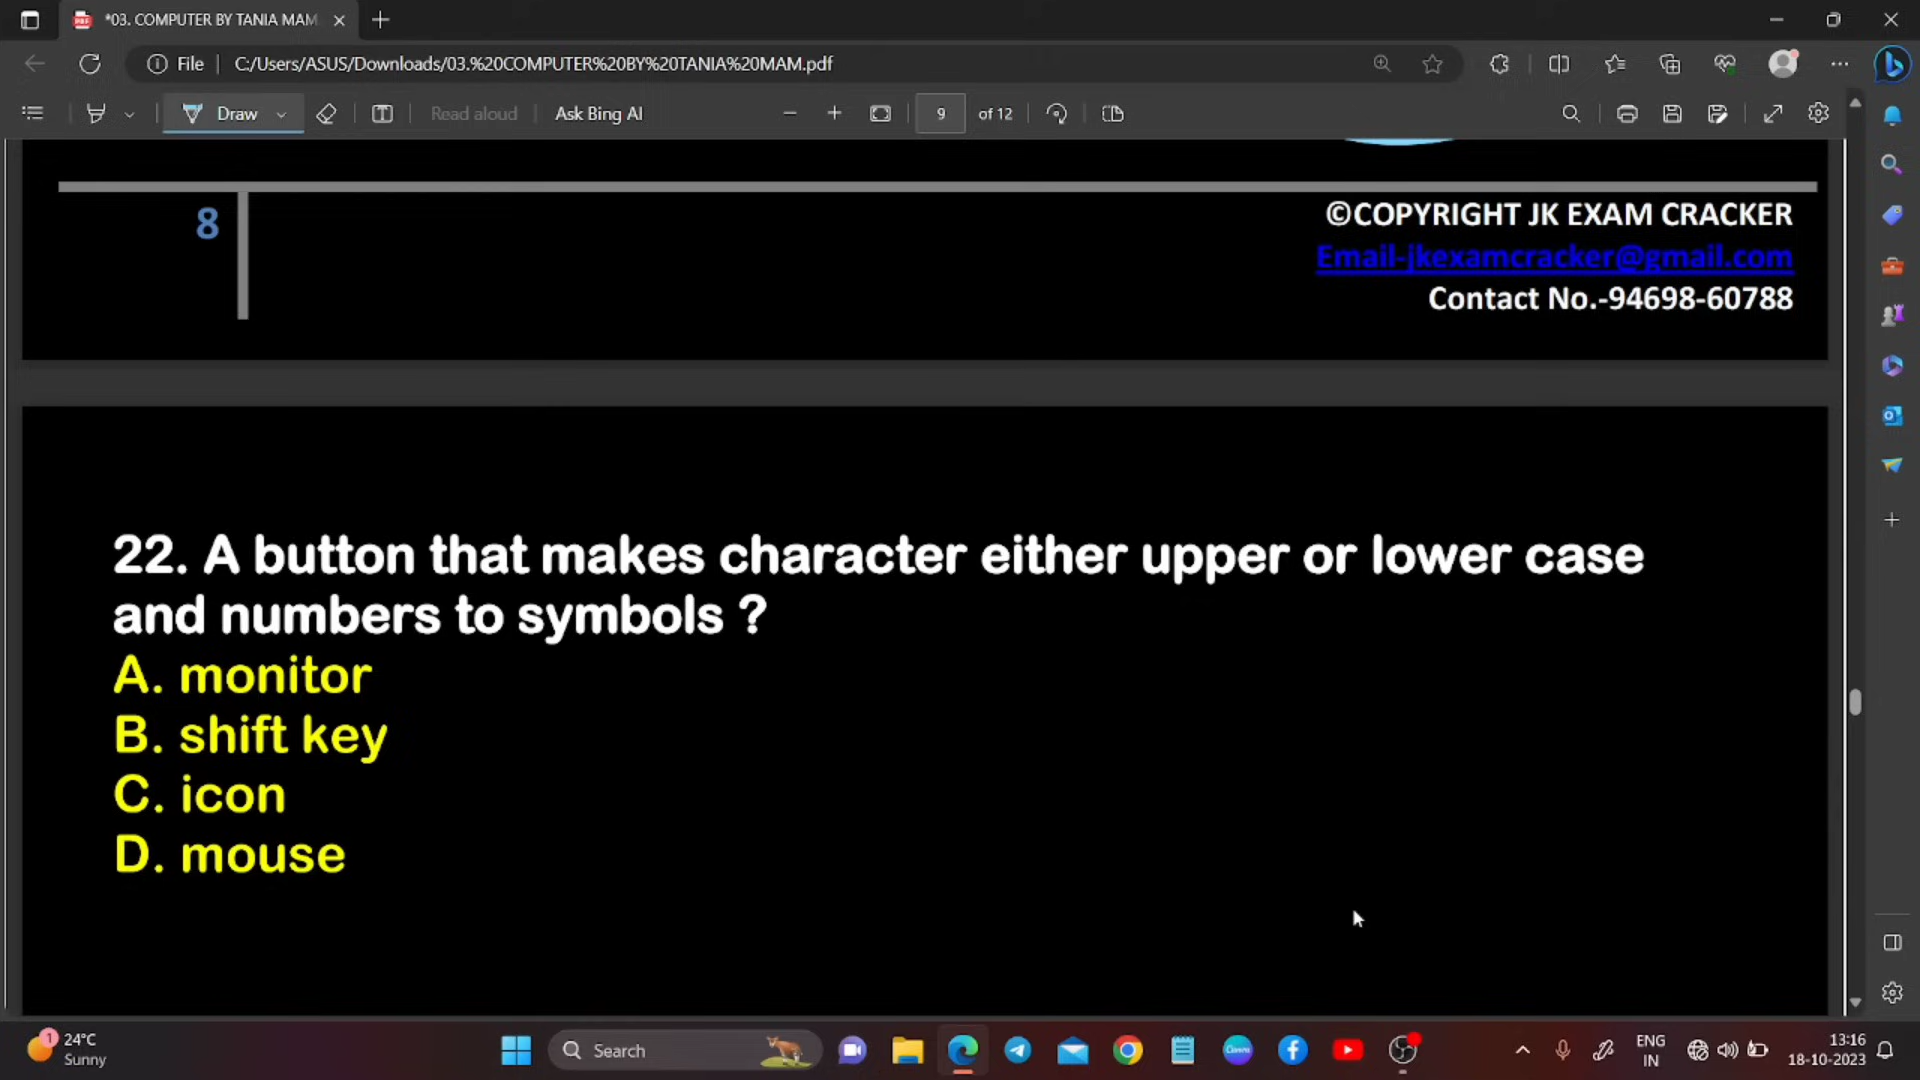 *03. COMPUTER BY TANIA MAM
File
C:/Users/ASUS/Downloads/03.%20COMPUTER%20BY%20TANIA%20MAM.pdf
Draw
Read aloud
Ask Bing AI
9
of 12
8
©COPYRIGHT JK EXAM CRACKER
Email-jkexamcracker@gmail.com
Contact No.-94698-60788
22. A button that makes character either upper or lower case
and numbers to symbols ?
A. monitor
B. shift key
C. icon
D. mouse
1
24°C
Sunny
Search
ENG
IN
13:16
18-10-2023